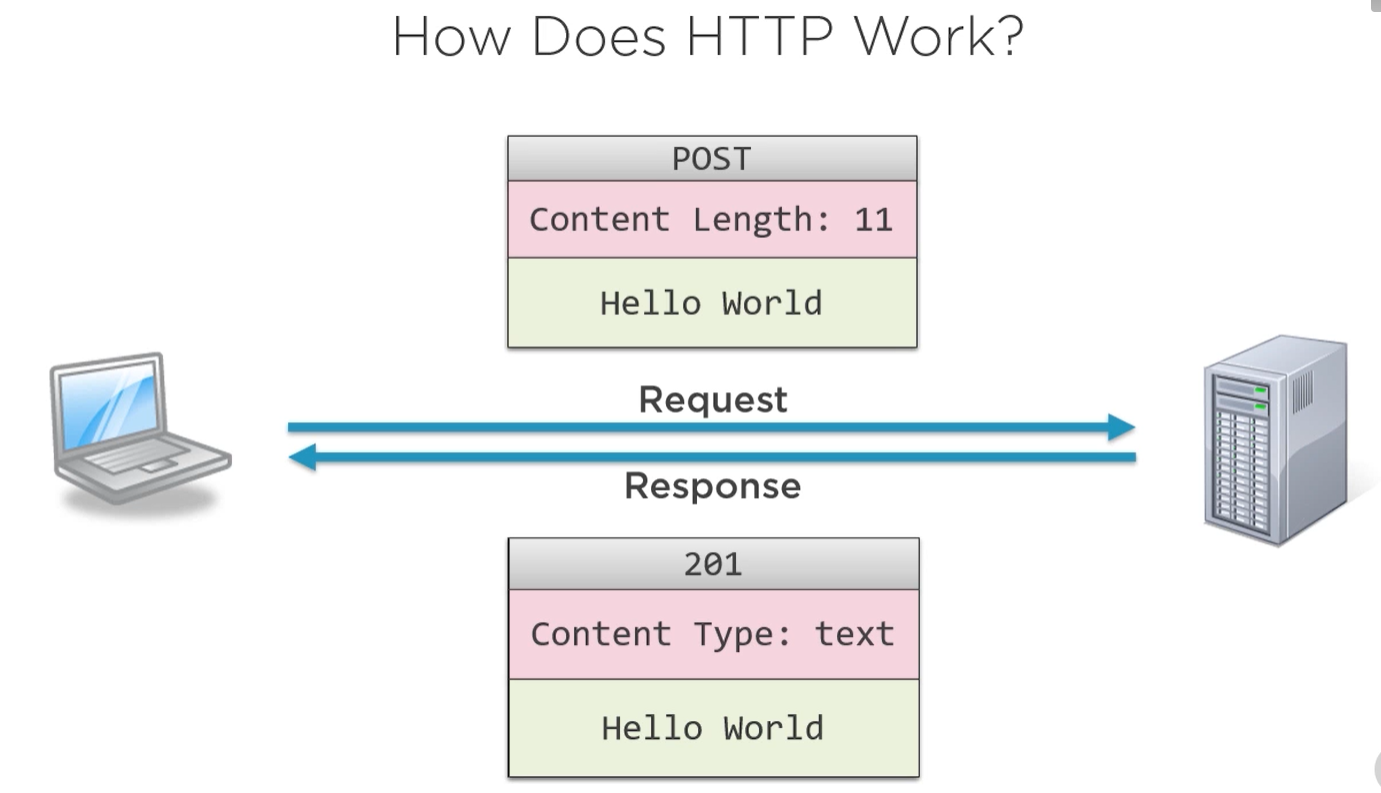 How Does HTTP Work?
POST
Content Length: 11
Hello World
Request
Response
201
Content Type: text
Hello World